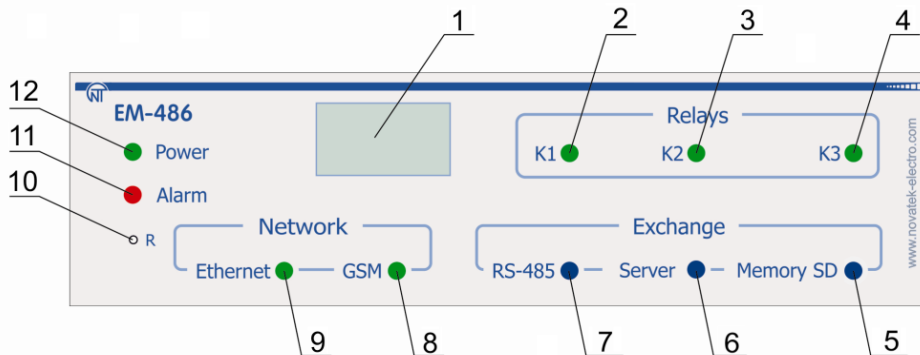 1 2 3 4
NT
EM-486
12
11
10
Power
Alarm
R
Relays
K1 K2 K3
Network
Ethernet GSM
Exchange
RS-485 Server Memory SD
www.novatek-electro.com
9 8 7 6 5